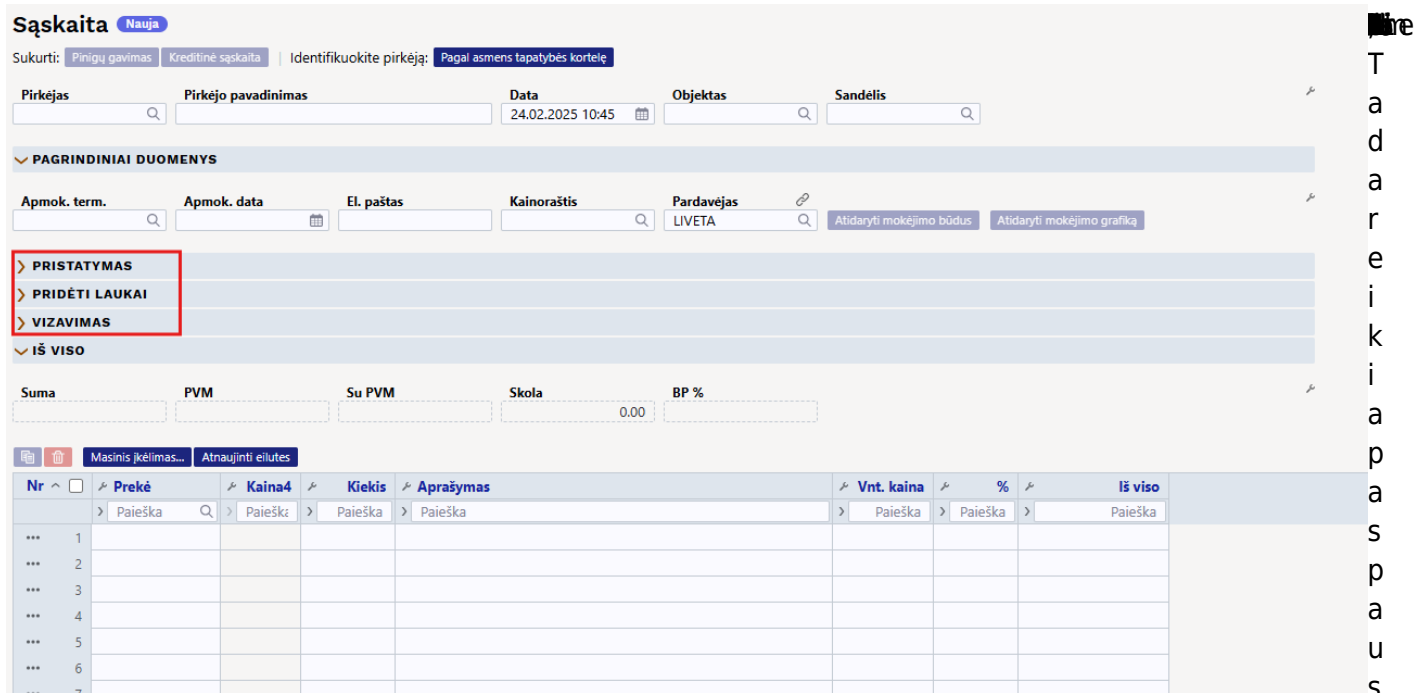 Sąskaita Nauja
Sukurti: Pinigų gavimas Kreditinė sąskaita | Identifikuokite pirkėją: Pagal asmens tapatybės kortelę
Pirkėjas Pirkėjo pavadinimas Data Objektas Sandėlis
24.02.2025 10:45
PAGRINDINIAI DUOMENYS
Apmok. term. Apmok. data El. paštas Kainoraštis Pardavėjas
LIVETA Atidaryti mokėjimo būdus Atidaryti mokėjimo grafiką
PRISTATYMAS
PRIDĖTI LAUKAI
VIZAVIMAS
IŠ VISO
Suma PVM Su PVM Skola BP %
0.00
Masinis įkėlimas... Atnaujinti eilutes
Nr Prekė Kaina4 Kiekis Aprašymas Vnt. kaina % Iš viso
Paieška Paieška Paieška Paieška Paieška Paieška Paieška
1
2
3
4
5
6
7
T
a
d
a
r
e
i
k
i
a
p
a
s
p
a
u
s